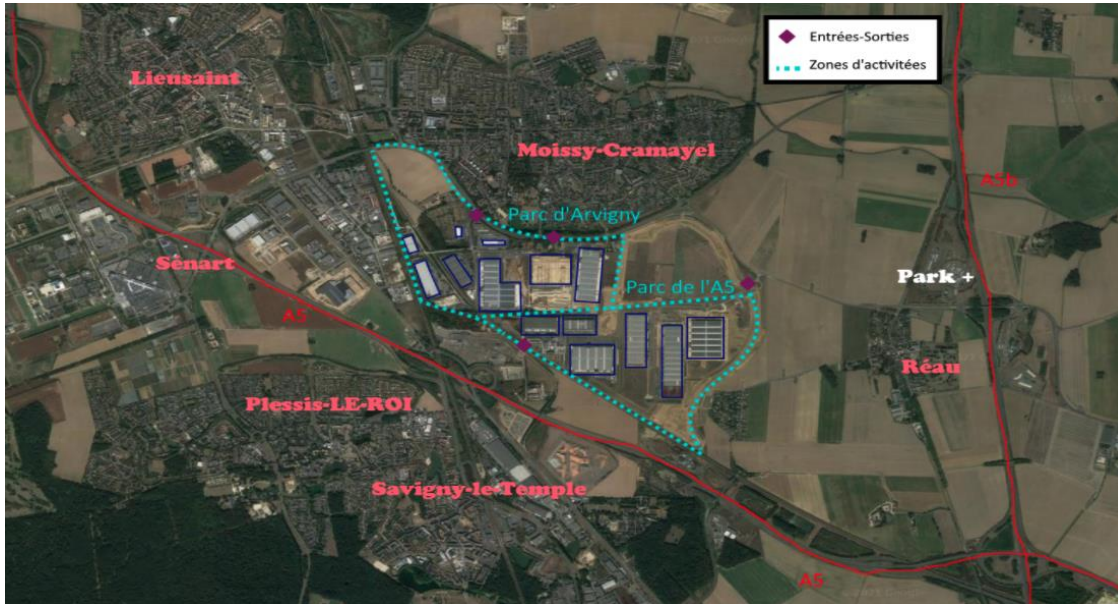 Entrées-Sorties
Zones d'activitées
Lieusaint
Moissy-Cramayel
A5b
Parc d'Arvigny
Sénart
Park +
Parc de l'A5
A5
Réau
Plessis-LE-ROI
Savigny-le-Temple
A5